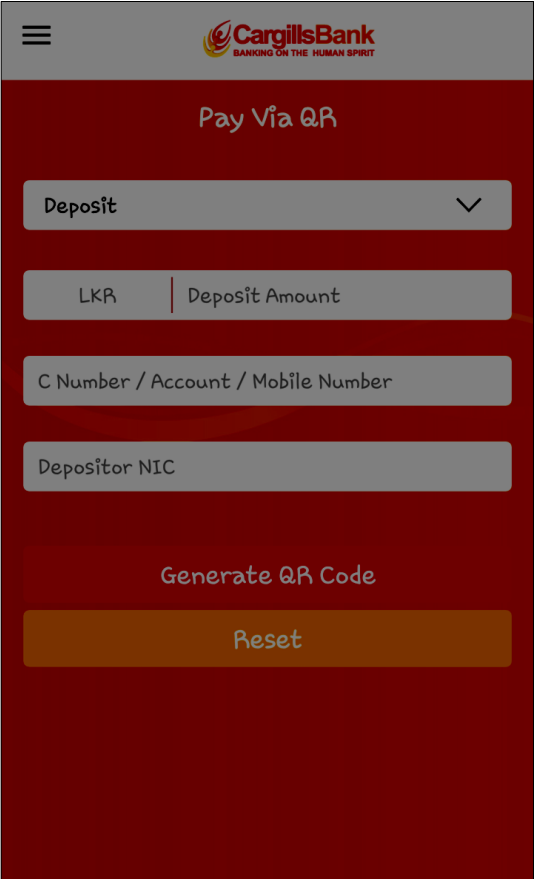 CargillsBank
BANKING ON THE HUMAN SPIRIT
Pay Via QR
Deposit
LKR Deposit Amount
C Number / Account / Mobile Number
Depositor NIC
Generate QR Code
Reset